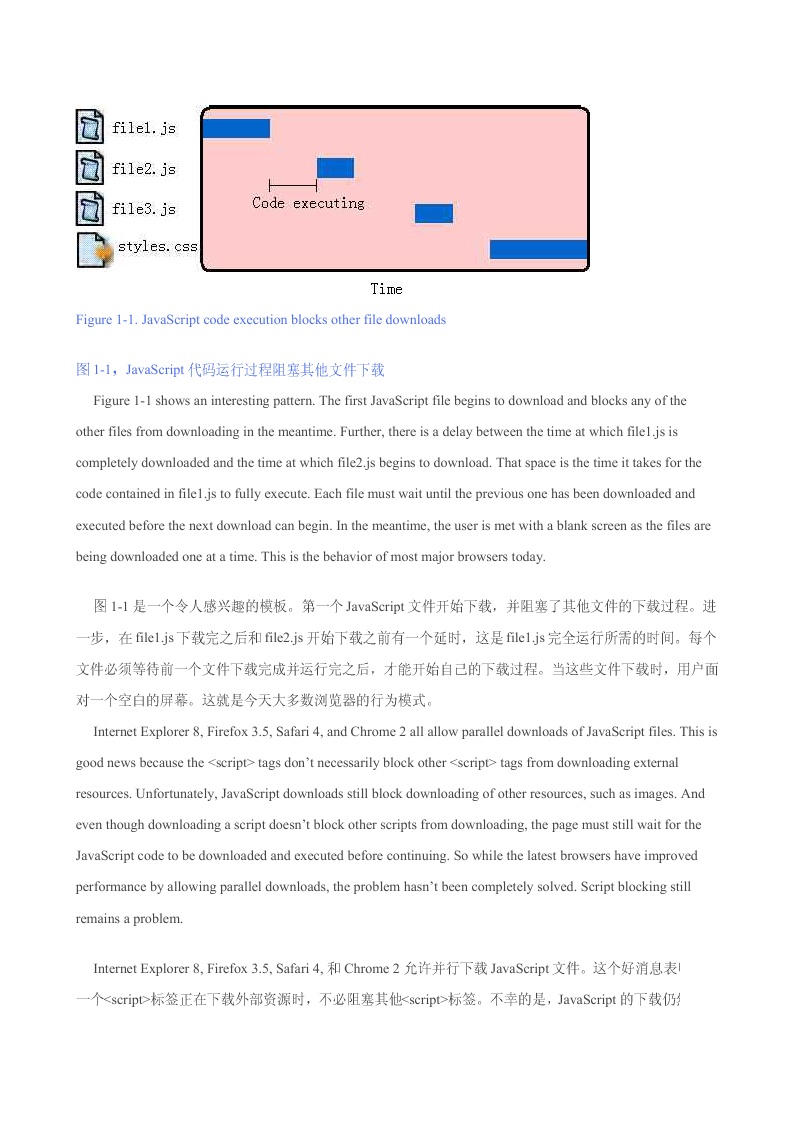 file1.js
file2.js
Code executing
file3.js
styles.css
Time
Figure 1-1. JavaScript code execution blocks other file downloads
图 1-1，JavaScript 代码运行过程阻塞其他文件下载
Figure 1-1 shows an interesting pattern. The first JavaScript file begins to download and blocks any of the
other files from downloading in the meantime. Further, there is a delay between the time at which file1.js is
completely downloaded and the time at which file2.js begins to download. That space is the time it takes for the
code contained in file1.js to fully execute. Each file must wait until the previous one has been downloaded and
executed before the next download can begin. In the meantime, the user is met with a blank screen as the files are
being downloaded one at a time. This is the behavior of most major browsers today.
图 1-1 是一个令人感兴趣的模板。第一个 JavaScript 文件开始下载，并阻塞了其他文件的下载过程。进
一步，在 file1.js 下载完之后和 file2.js 开始下载之前有一个延时，这是 file1.js 完全运行所需的时间。每个
文件必须等待前一个文件下载完成并运行完之后，才能开始自己的下载过程。当这些文件下载时，用户面
对一个空白的屏幕。这就是今天大多数浏览器的行为模式。
Internet Explorer 8, Firefox 3.5, Safari 4, and Chrome 2 all allow parallel downloads of JavaScript files. This is
good news because the <script> tags don’t necessarily block other <script> tags from downloading external
resources. Unfortunately, JavaScript downloads still block downloading of other resources, such as images. And
even though downloading a script doesn’t block other scripts from downloading, the page must still wait for the
JavaScript code to be downloaded and executed before continuing. So while the latest browsers have improved
performance by allowing parallel downloads, the problem hasn’t been completely solved. Script blocking still
remains a problem.
Internet Explorer 8, Firefox 3.5, Safari 4, 和 Chrome 2 允许并行下载 JavaScript 文件。这个好消息表
一个<script>标签正在下载外部资源时，不必阻塞其他<script>标签。不幸的是，JavaScript 的下载仍